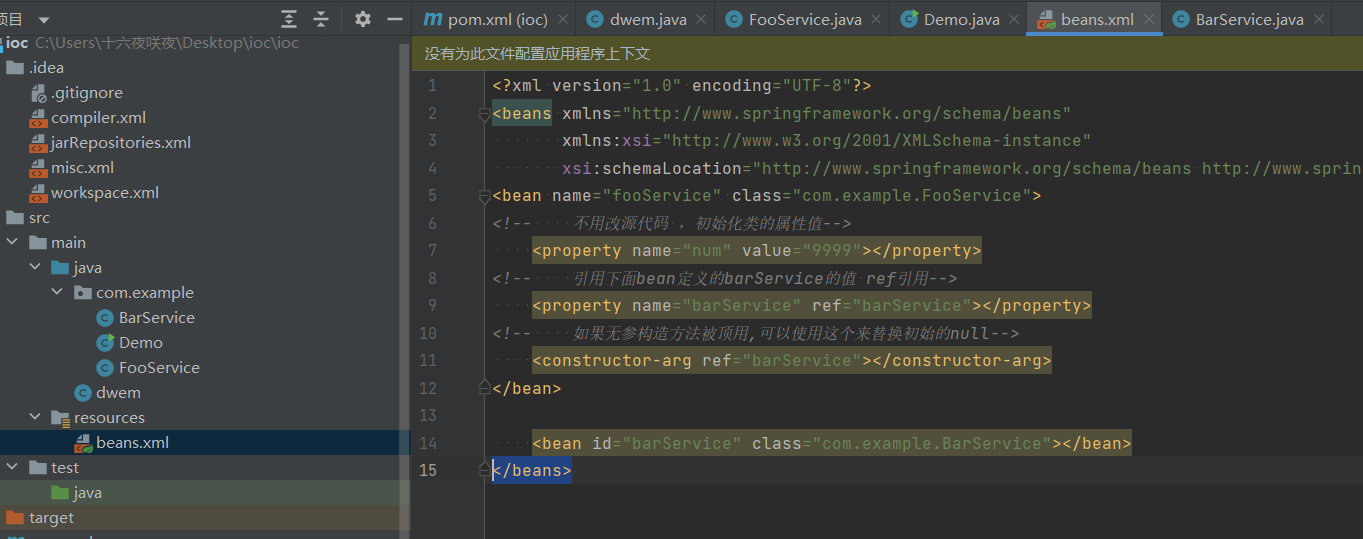 项目
pom.xml (ioc)
dwem.java
FooService.java
Demo.java
beans.xml
BarService.java
ioc C:\Users\十六夜咲夜\Desktop\ioc\ioc
.idea
.gitignore
compiler.xml
jarRepositories.xml
misc.xml
workspace.xml
src
main
java
com.example
BarService
Demo
FooService
dwem
resources
beans.xml
test
java
target
没有为此文件配置应用程序上下文
1 <?xml version="1.0" encoding="UTF-8"?>
2 <beans xmlns="http://www.springframework.org/schema/beans"
3 xmlns:xsi="http://www.w3.org/2001/XMLSchema-instance"
4 xsi:schemaLocation="http://www.springframework.org/schema/beans http://www.spring
5 <bean name="fooService" class="com.example.FooService">
6 <!-- 不用改源代码 ，初始化类的属性值-->
7 <property name="num" value="9999"></property>
8 <!-- 引用下面bean定义的barService的值 ref引用-->
9 <property name="barService" ref="barService"></property>
10 <!-- 如果无参构造方法被顶用,可以使用这个来替换初始的null-->
11 <constructor-arg ref="barService"></constructor-arg>
12 </bean>
13
14 <bean id="barService" class="com.example.BarService"></bean>
15 </beans>